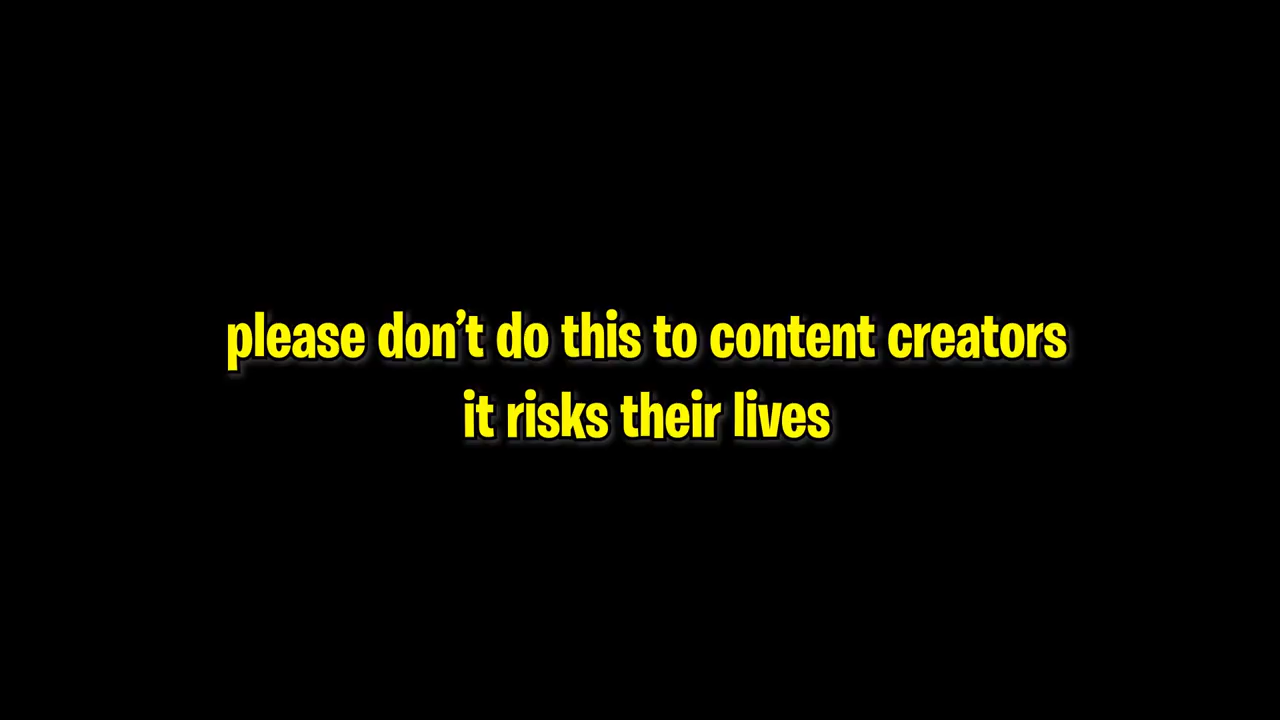 please don’t do this to content creators
it risks their lives